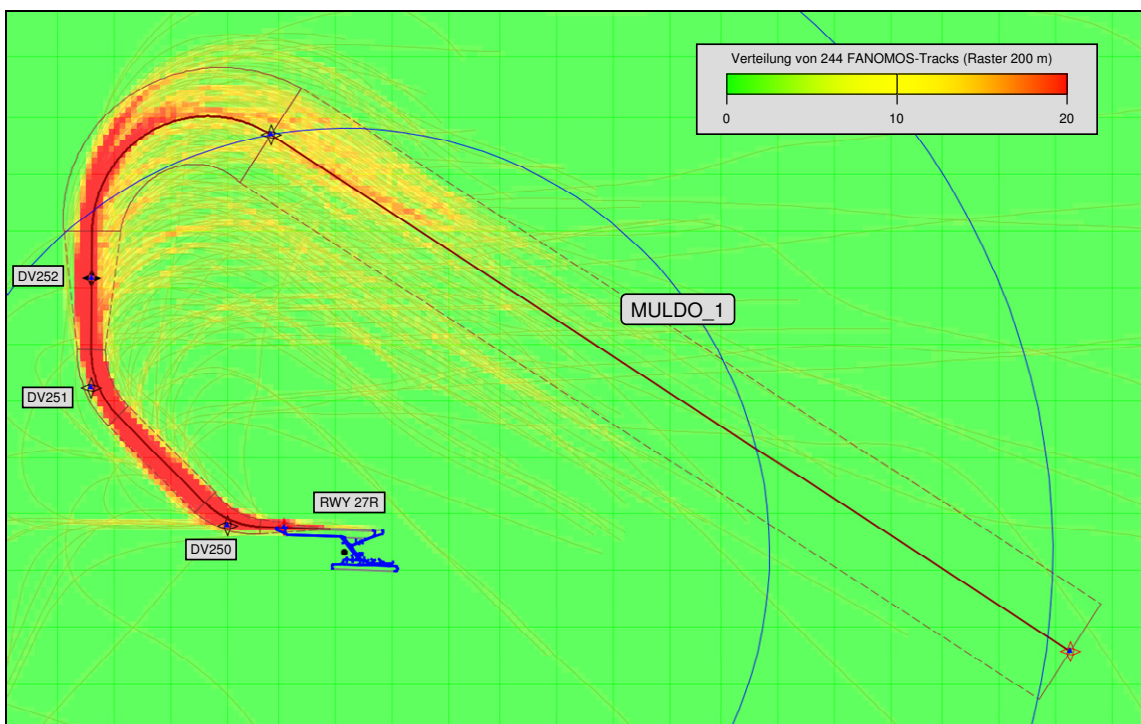 Verteilung von 244 FANOMOS-Tracks (Raster 200 m)
0 10 20
DV252
MULDO_1
DV251
RWY 27R
DV250